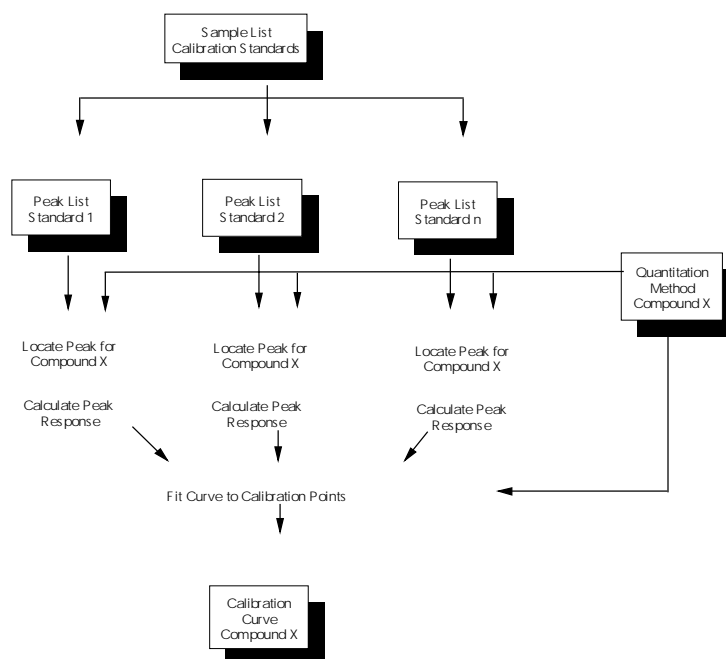 Sample List
Calibration Standards
Peak List
Standard 1
Peak List
Standard 2
Peak List
Standard n
Quantitation
Method
Compound X
Locate Peak for
Compound X
Locate Peak for
Compound X
Locate Peak for
Compound X
Calculate Peak
Response
Calculate Peak
Response
Calculate Peak
Response
Fit Curve to Calibration Points
Calibration
Curve
Compound X